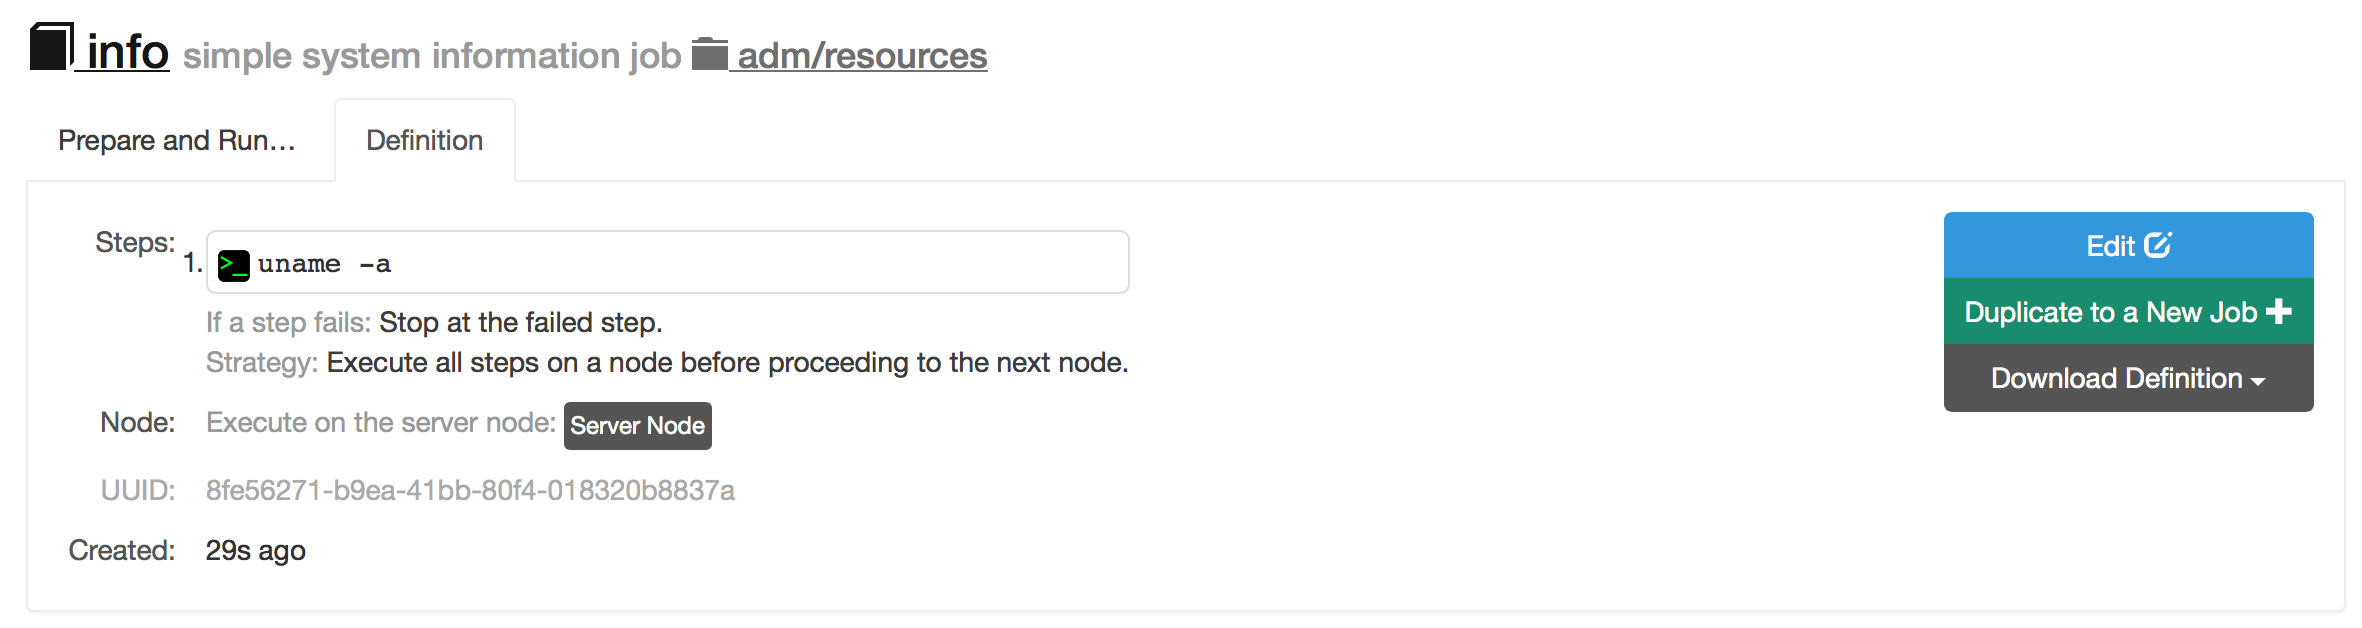 info simple system information job adm/resources
Prepare and Run… Definition
Steps:
1. >_ uname -a
If a step fails: Stop at the failed step.
Strategy: Execute all steps on a node before proceeding to the next node.
Node: Execute on the server node: Server Node
UUID: 8fe56271-b9ea-41bb-80f4-018320b8837a
Created: 29s ago
Edit
Duplicate to a New Job
Download Definition